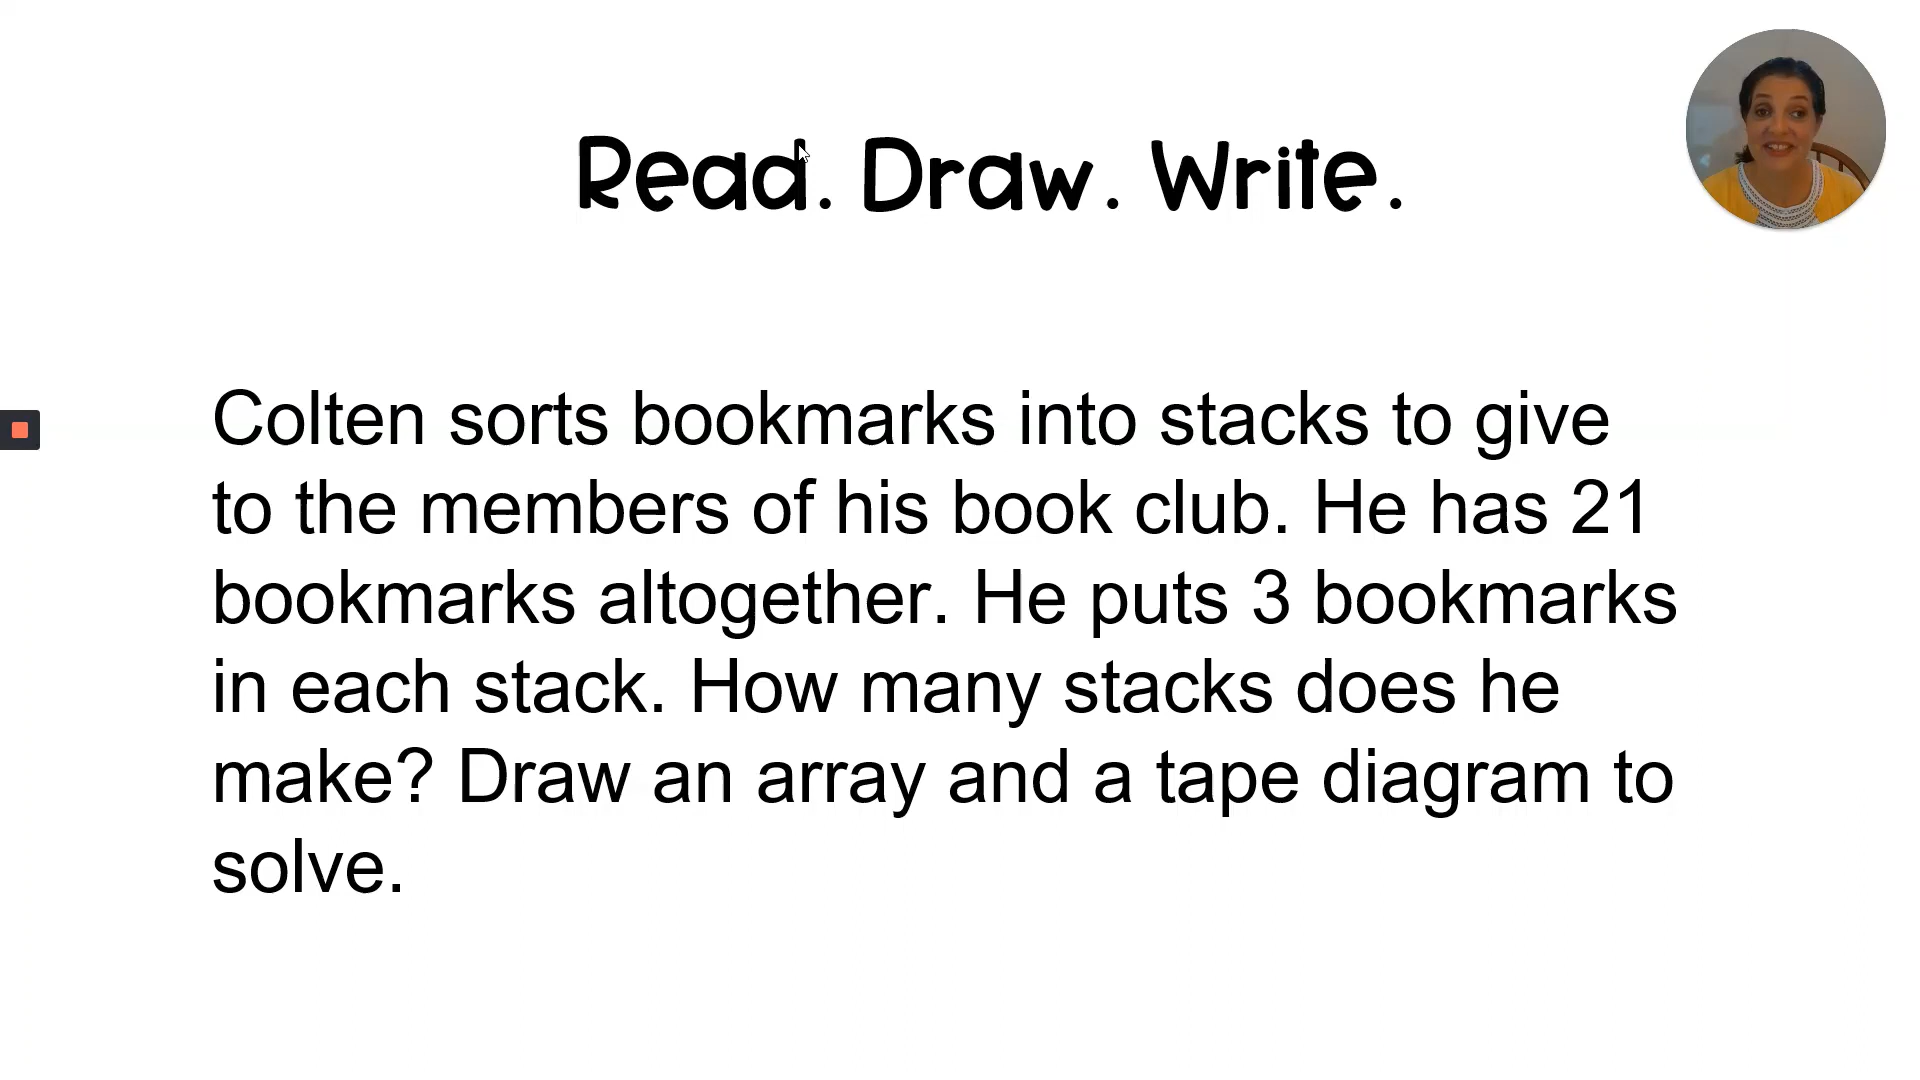 Read. Draw. Write.
Colten sorts bookmarks into stacks to give
to the members of his book club. He has 21
bookmarks altogether. He puts 3 bookmarks
in each stack. How many stacks does he
make? Draw an array and a tape diagram to
solve.